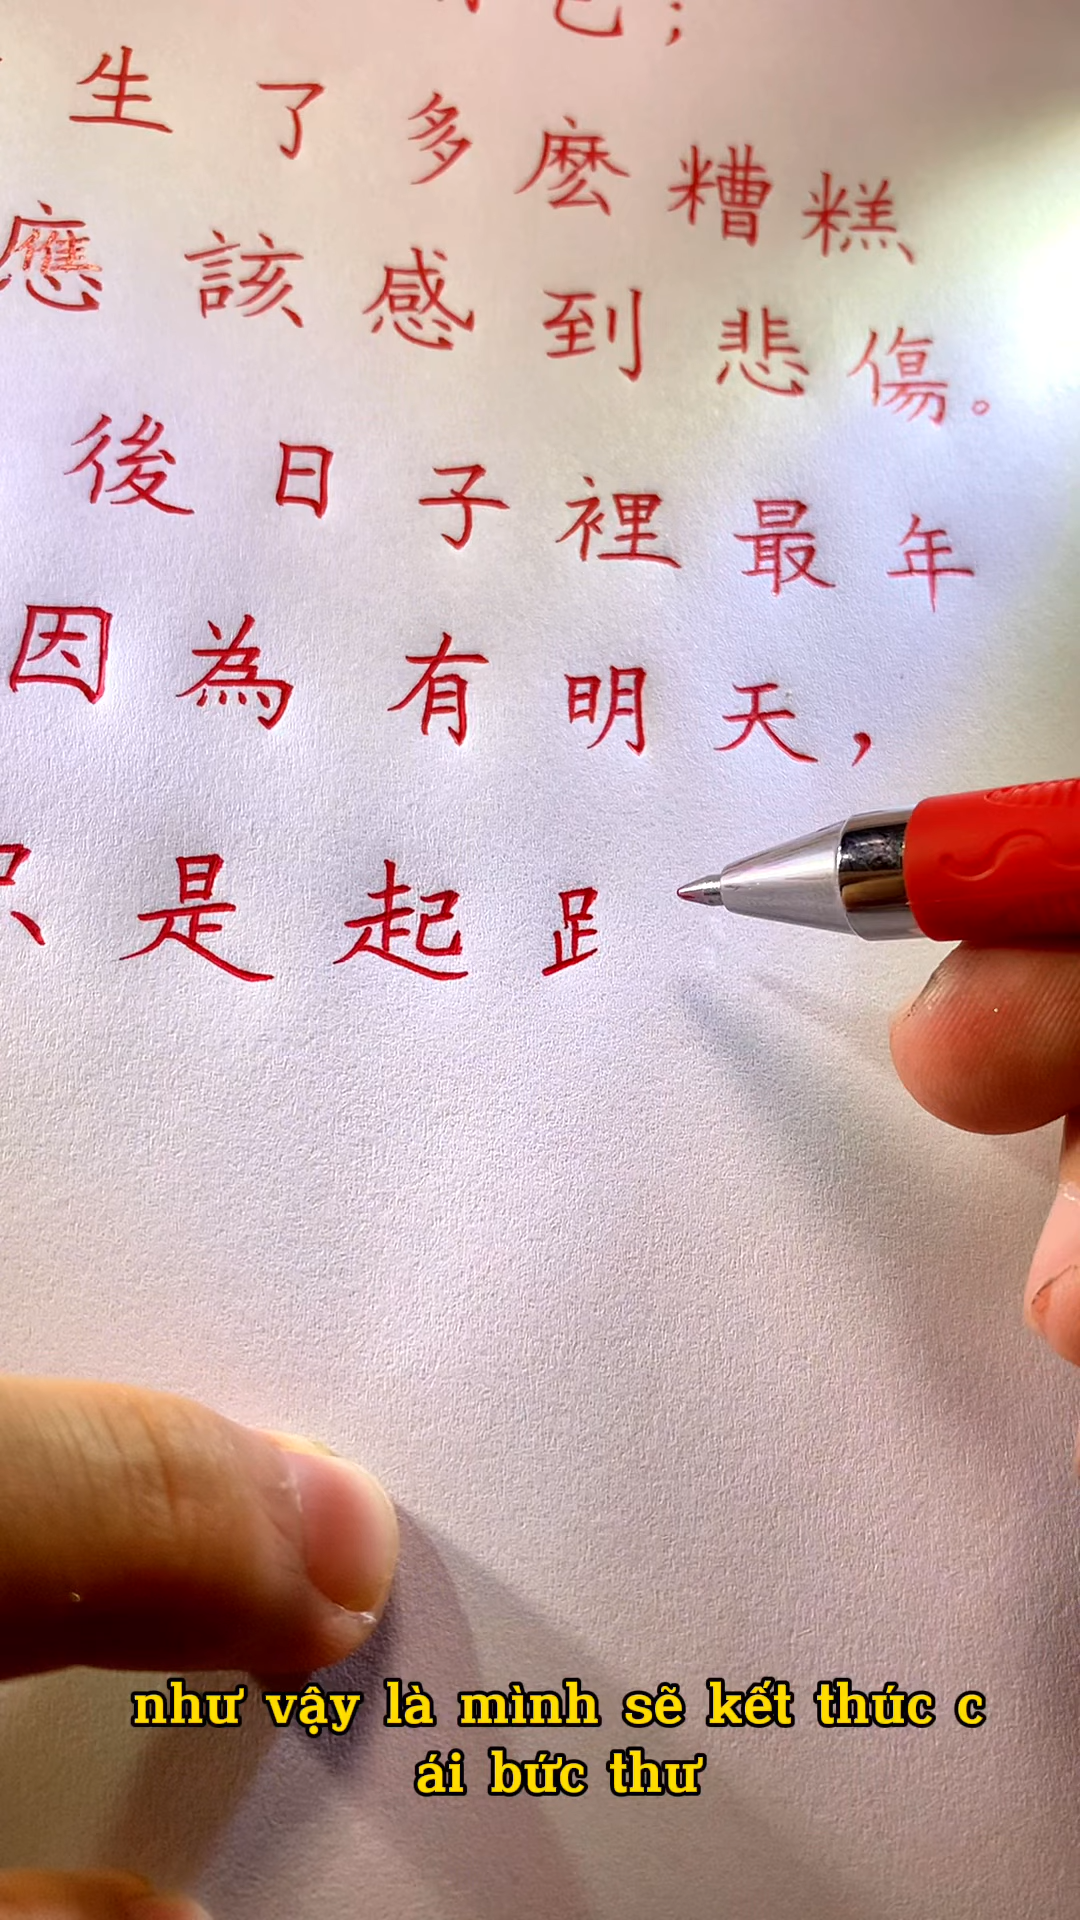 生了多麼糟糕
應該感到悲傷。
後日子裡最年
因為有明天，
只是起
như vậy là mình sẽ kết thúc c
ái bức thư